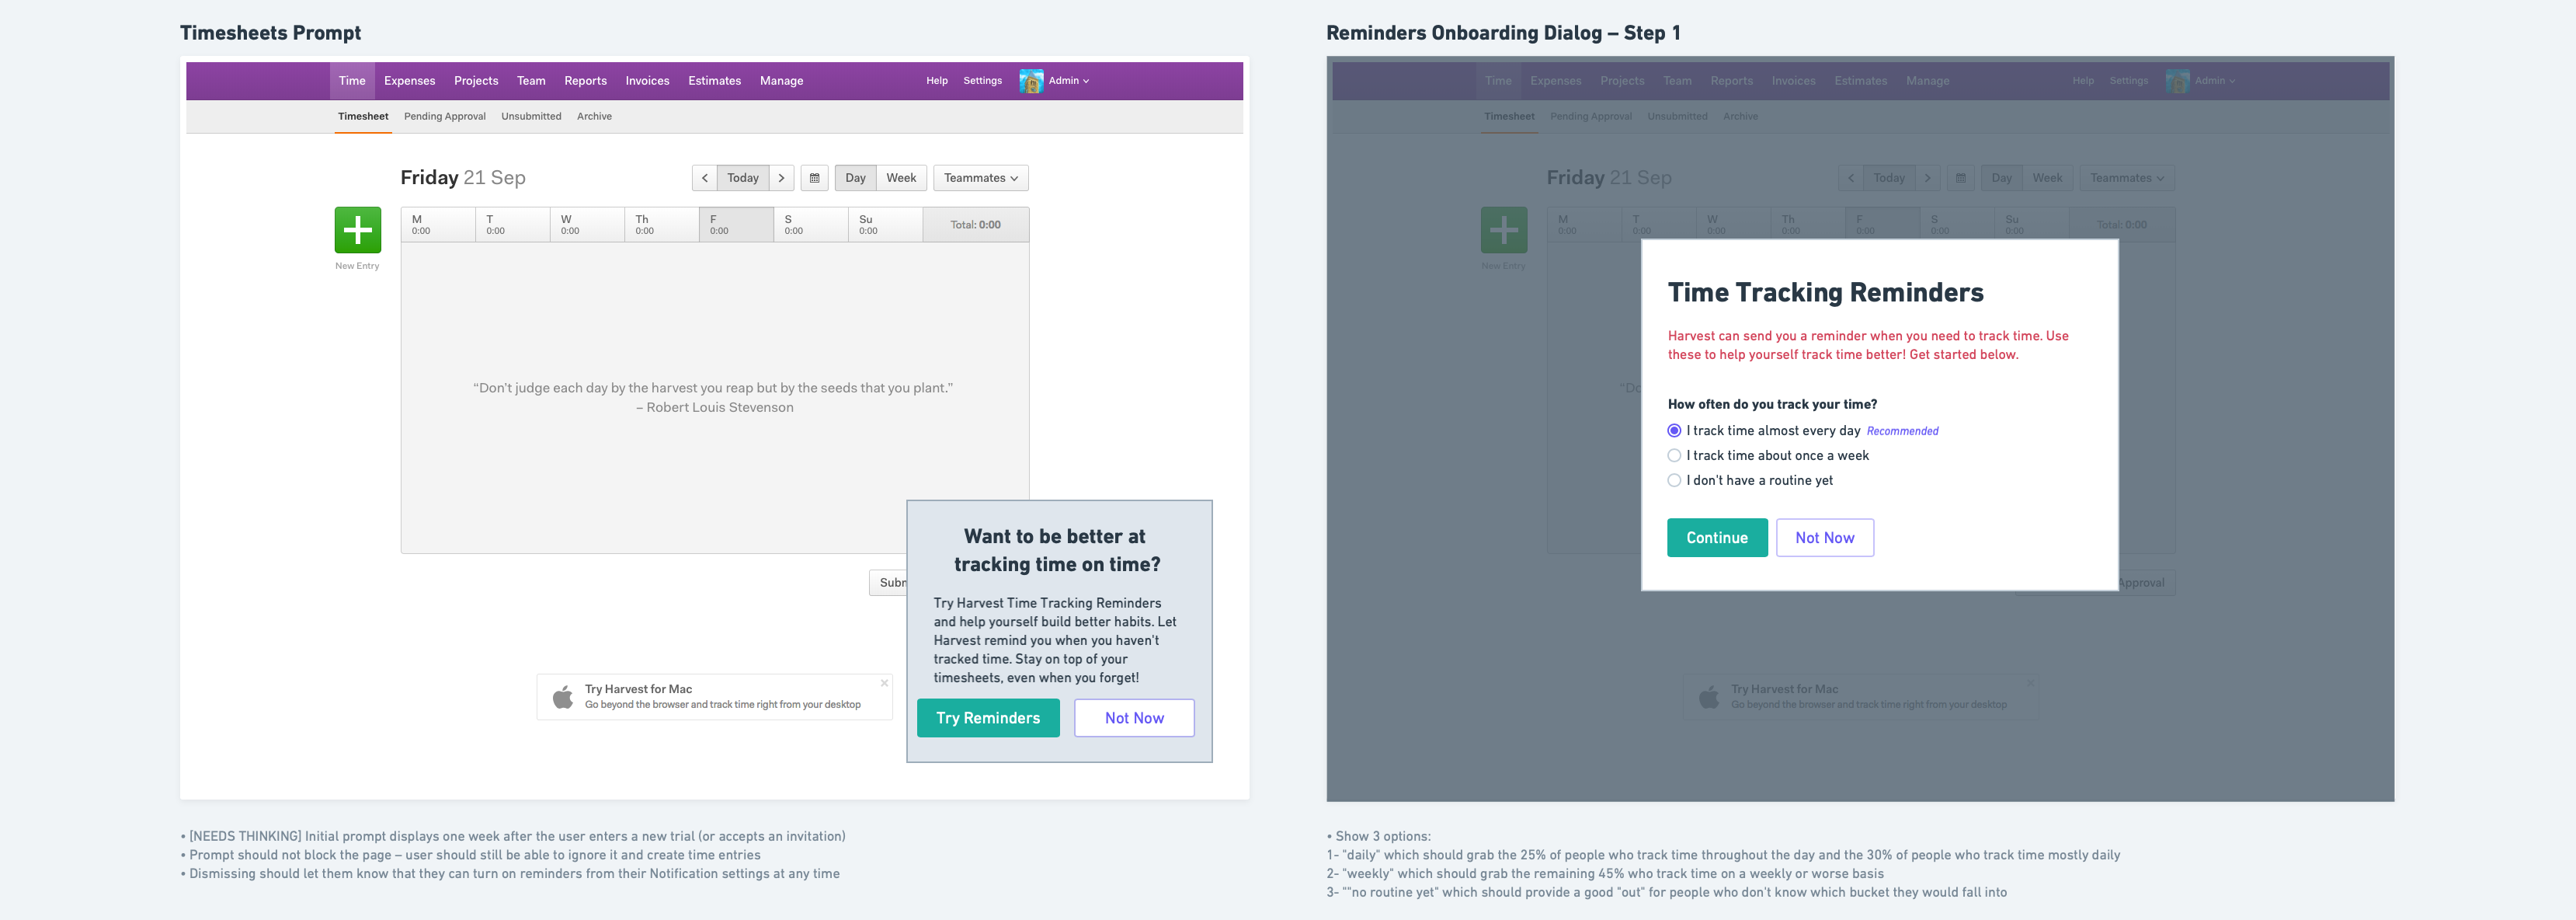 Timesheets Prompt
Time Expenses Projects Team Reports Invoices Estimates Manage Help Settings Admin
Timesheet Pending Approval Unsubmitted Archive
Friday 21 Sep
Today Day Week Teammates
M T W Th F S Su
0:00 0:00 0:00 0:00 0:00 0:00 0:00 Total: 0:00
New Entry
“Don’t judge each day by the harvest you reap but by the seeds that you plant.”
– Robert Louis Stevenson
Want to be better at
tracking time on time?
Try Harvest Time Tracking Reminders
and help yourself build better habits. Let
Harvest remind you when you haven't
tracked time. Stay on top of your
timesheets, even when you forget!
Try Reminders Not Now
Try Harvest for Mac
Go beyond the browser and track time right from your desktop
• [NEEDS THINKING] Initial prompt displays one week after the user enters a new trial (or accepts an invitation)
• Prompt should not block the page – user should still be able to ignore it and create time entries
• Dismissing should let them know that they can turn on reminders from their Notification settings at any time
Reminders Onboarding Dialog – Step 1
Time Expenses Projects Team Reports Invoices Estimates Manage Help Settings Admin
Timesheet Pending Approval Unsubmitted Archive
Friday 21 Sep
Today Day Week Teammates
M T W Th F S Su
0:00 0:00 0:00 0:00 0:00 0:00 0:00 Total: 0:00
New Entry
Time Tracking Reminders
Harvest can send you a reminder when you need to track time. Use
these to help yourself track time better! Get started below.
How often do you track your time?
I track time almost every day Recommended
I track time about once a week
I don't have a routine yet
Continue Not Now
Approval
Try Harvest for Mac
Go beyond the browser and track time right from your desktop
• Show 3 options:
1- "daily" which should grab the 25% of people who track time throughout the day and the 30% of people who track time mostly daily
2- "weekly" which should grab the remaining 45% who track time on a weekly or worse basis
3- ""no routine yet" which should provide a good "out" for people who don't know which bucket they would fall into